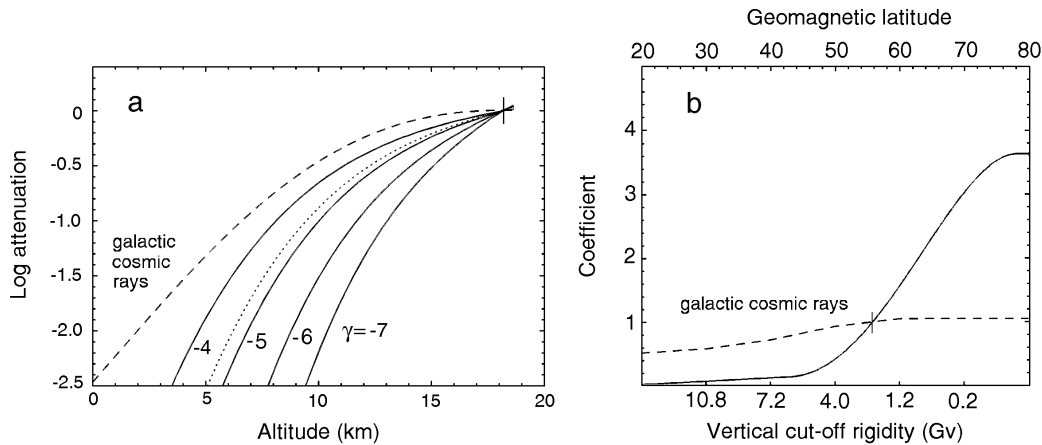 a
0
-0.5
-1.0
-1.5
-2.0
-2.5
Log attenuation
galactic
cosmic
rays
-4
-5
-6
γ= -7
0 5 10 15 20
Altitude (km)
Geomagnetic latitude
20 30 40 50 60 70 80
b
4
3
2
1
Coefficient
galactic cosmic rays
10.8 7.2 4.0 1.2 0.2
Vertical cut-off rigidity (Gv)